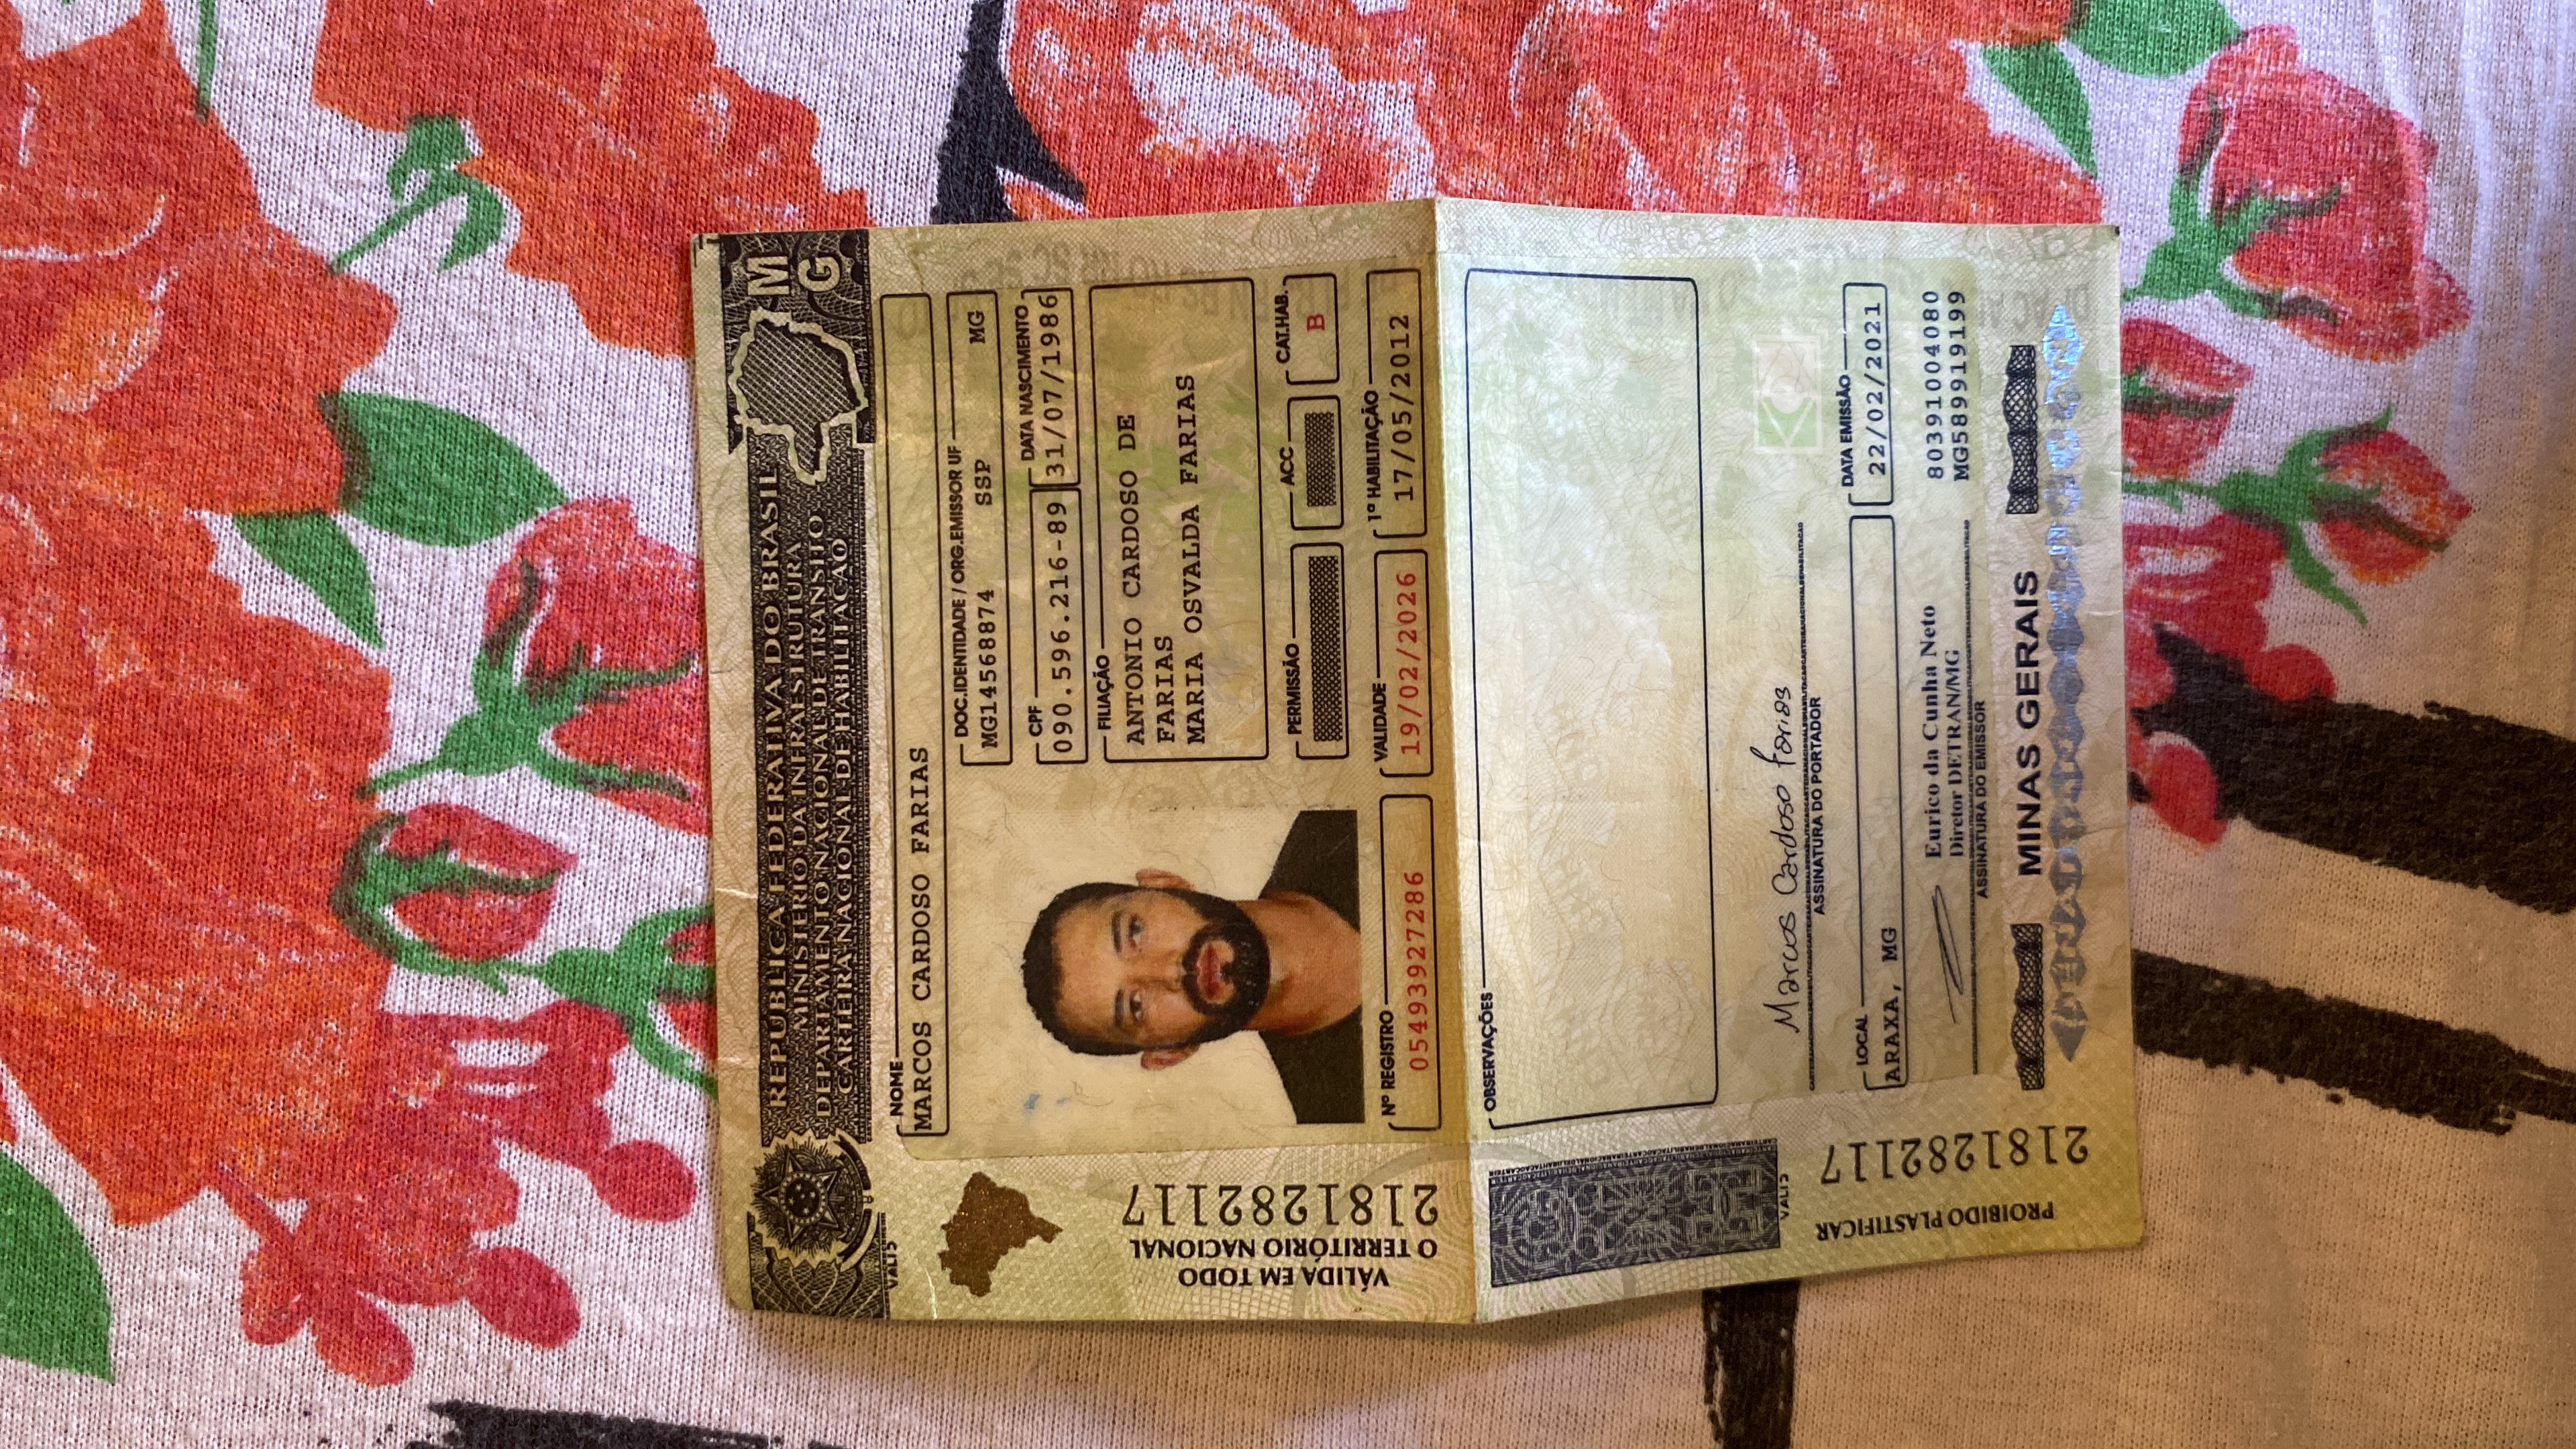 REPÚBLICA FEDERATIVA DO BRASIL
MINISTÉRIO DA INFRAESTRUTURA
DEPARTAMENTO NACIONAL DE TRÂNSITO
CARTEIRA NACIONAL DE HABILITAÇÃO
M
G
VALID
VÁLIDA EM TODO
O TERRITÓRIO NACIONAL
2181282117
NOME
MARCOS CARDOSO FARIAS
DOC.IDENTIDADE / ORG.EMISSOR UF
MG14568874 SSP MG
CPF DATA NASCIMENTO
090.596.216-89 31/07/1986
FILIAÇÃO
ANTONIO CARDOSO DE
FARIAS
MARIA OSVALDA FARIAS
PERMISSÃO ACC CAT.HAB.
B
Nº REGISTRO VALIDADE 1ª HABILITAÇÃO
05493927286 19/02/2026 17/05/2012
OBSERVAÇÕES
VALID
PROIBIDO PLASTIFICAR
2181282117
Marcos Cardoso Farias
ASSINATURA DO PORTADOR
LOCAL DATA EMISSÃO
ARAXA, MG 22/02/2021
Eurico da Cunha Neto
Diretor DETRAN/MG
ASSINATURA DO EMISSOR
80391004080
MG589919199
MINAS GERAIS